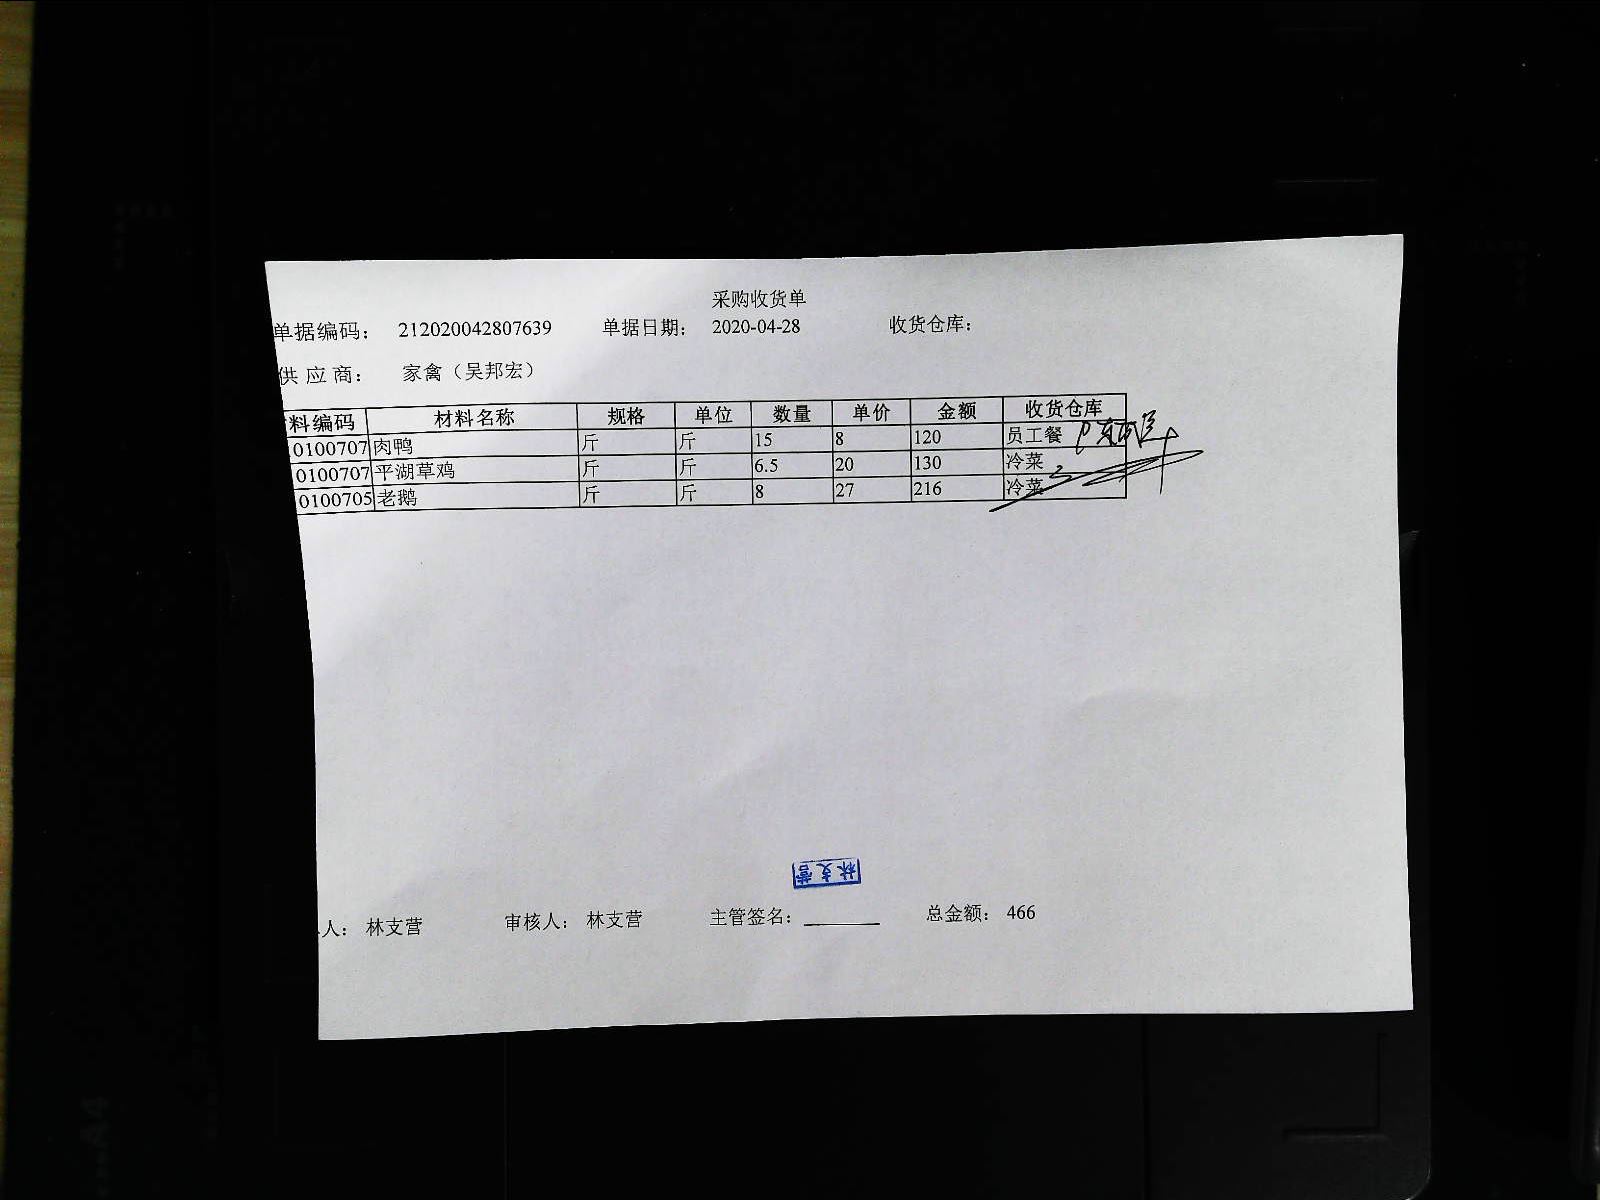 采购收货单
单据编码: 212020042807639 单据日期: 2020-04-28 收货仓库:
供应商: 家禽（吴邦宏）
料编码 材料名称 规格 单位 数量 单价 金额 收货仓库
0100707 肉鸭 斤 斤 15 8 120 员工餐
0100707 平湖草鸡 斤 斤 6.5 20 130 冷菜
0100705 老鹅 斤 斤 8 27 216 冷菜
林支营
人: 林支营 审核人: 林支营 主管签名: 总金额: 466